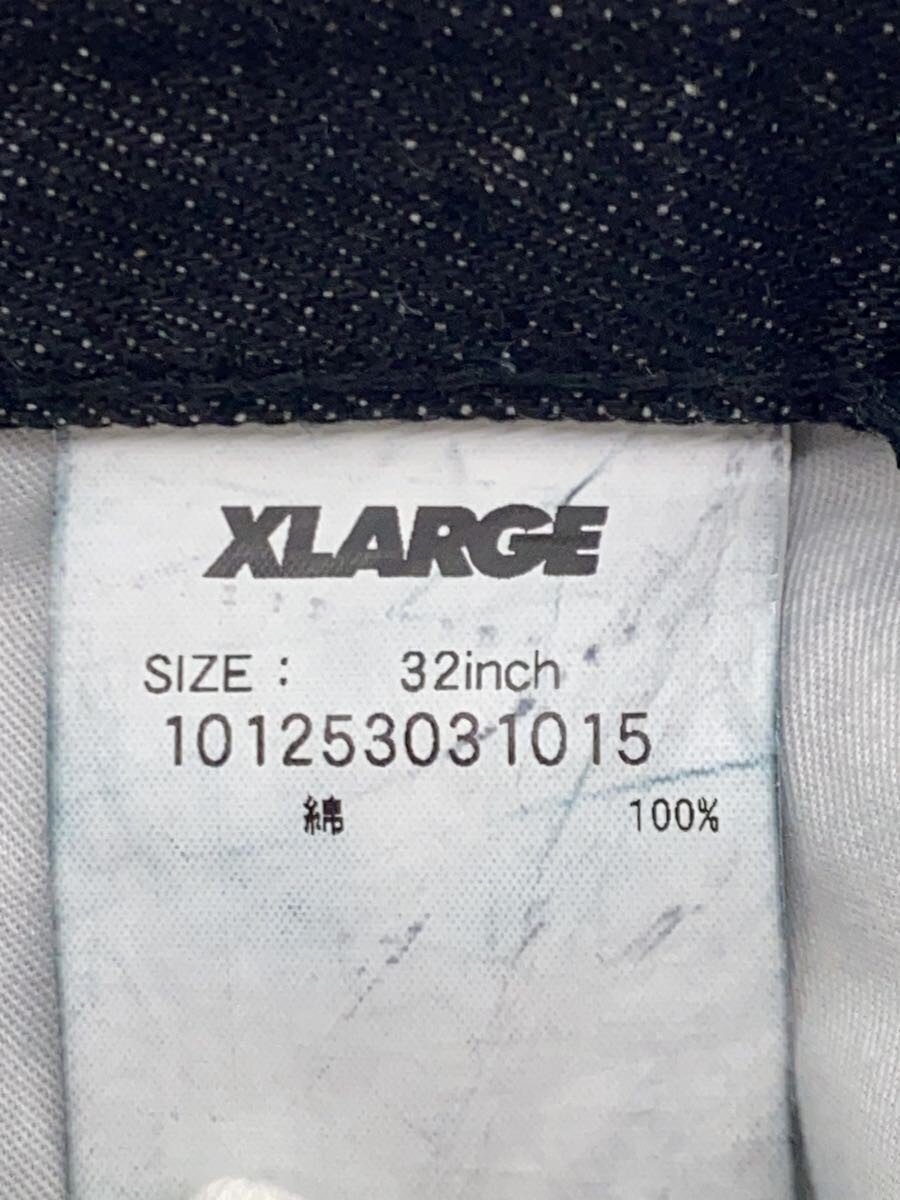 XLARGE
SIZE : 32inch
101253031015
綿 100%